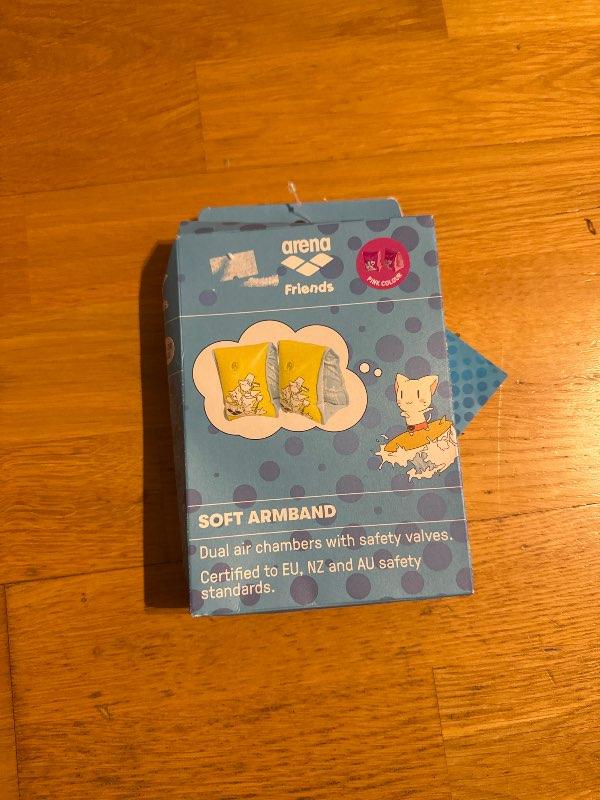 arena
Friends
PINK COLOUR
SOFT ARMBAND
Dual air chambers with safety valves.
Certified to EU, NZ and AU safety
standards.